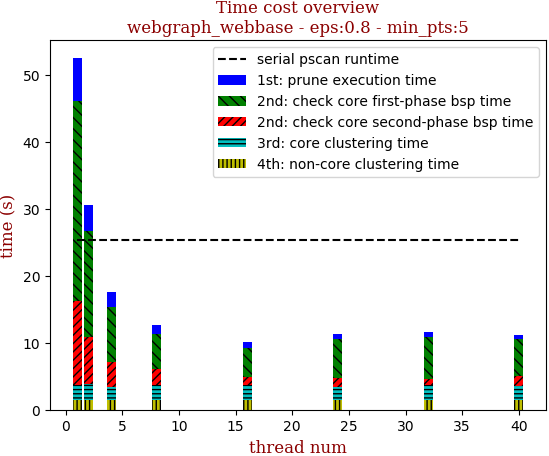 Time cost overview
webgraph_webbase - eps:0.8 - min_pts:5
serial pscan runtime
1st: prune execution time
2nd: check core first-phase bsp time
2nd: check core second-phase bsp time
3rd: core clustering time
4th: non-core clustering time
time (s)
50
40
30
20
10
0
0 5 10 15 20 25 30 35 40
thread num